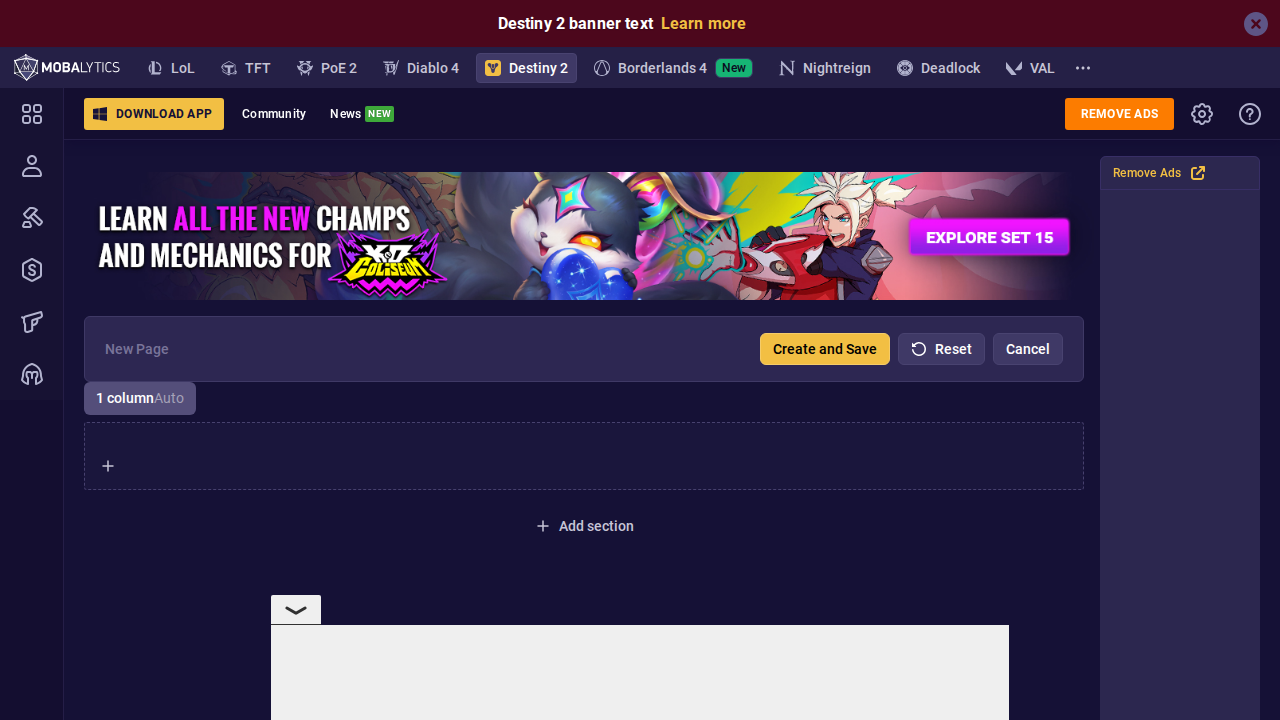 Destiny 2 banner text Learn more
MOBALYTICS
LoL
TFT
PoE 2
Diablo 4
Destiny 2
Borderlands 4 New
Nightreign
Deadlock
VAL
DOWNLOAD APP
Community
News NEW
REMOVE ADS
Remove Ads
LEARN ALL THE NEW CHAMPS
AND MECHANICS FOR
COLISEUM
EXPLORE SET 15
New Page
Create and Save
Reset
Cancel
1 columnAuto
Add section